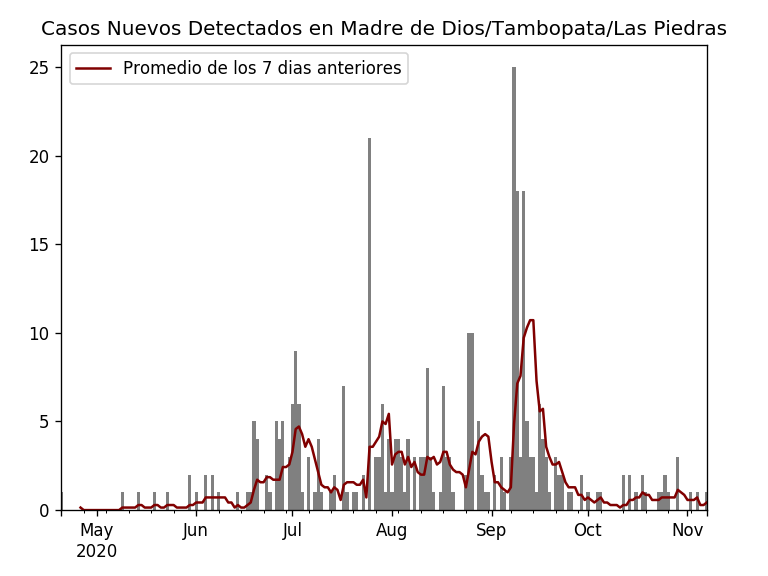 Casos Nuevos Detectados en Madre de Dios/Tambopata/Las Piedras
Promedio de los 7 dias anteriores
25
20
15
10
5
0
May Jun Jul Aug Sep Oct Nov
2020